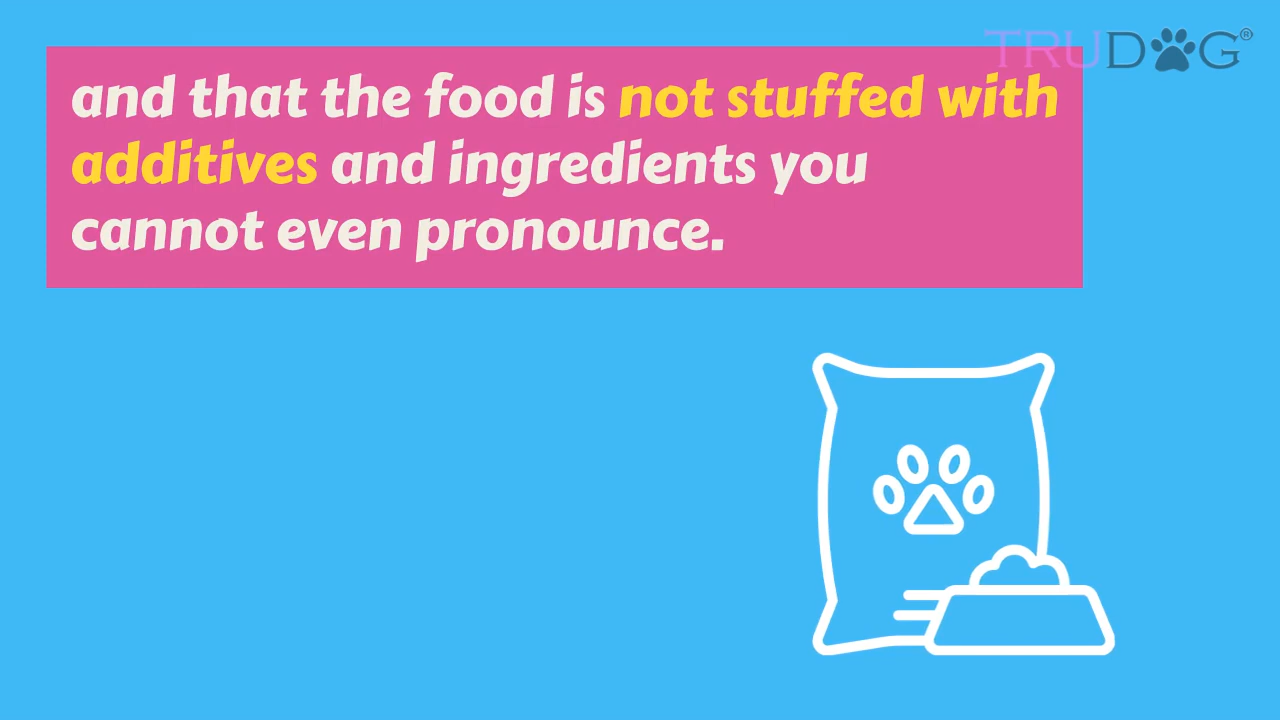 TRUDOG®
and that the food is not stuffed with
additives and ingredients you
cannot even pronounce.